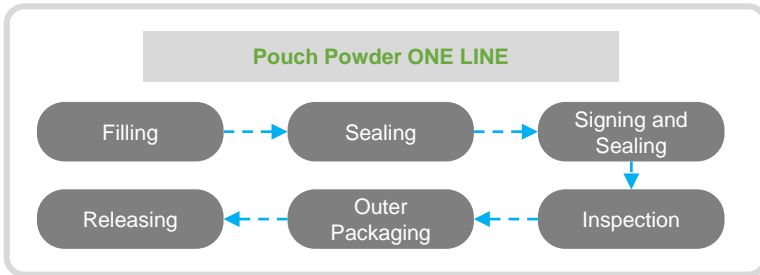 Pouch Powder ONE LINE
Filling
Sealing
Signing and
Sealing
Releasing
Outer
Packaging
Inspection